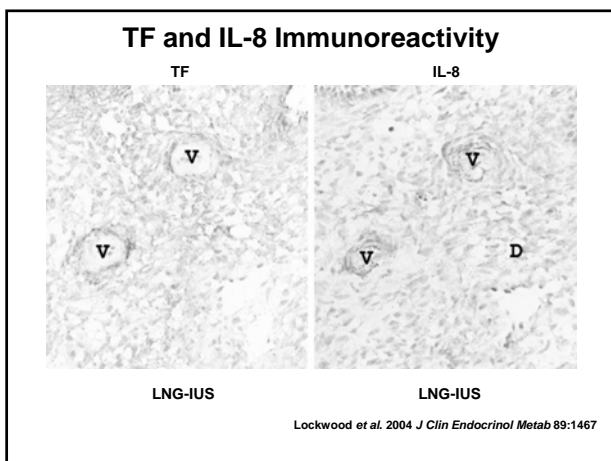 TF and IL-8 Immunoreactivity
TF
IL-8
V
V
V
V
D
LNG-IUS
LNG-IUS
Lockwood et al. 2004 J Clin Endocrinol Metab 89:1467